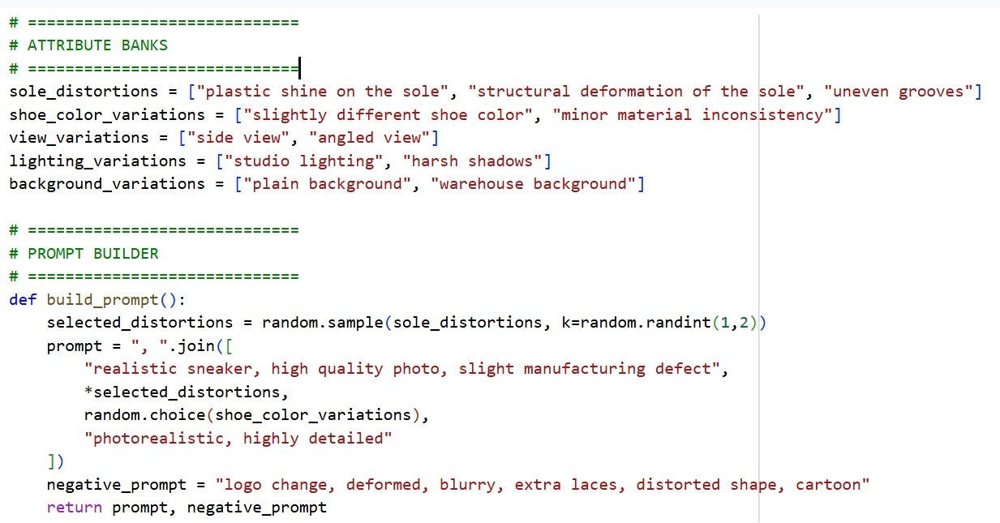 # =============================
# ATTRIBUTE BANKS
# =============================
sole_distortions = ["plastic shine on the sole", "structural deformation of the sole", "uneven grooves"]
shoe_color_variations = ["slightly different shoe color", "minor material inconsistency"]
view_variations = ["side view", "angled view"]
lighting_variations = ["studio lighting", "harsh shadows"]
background_variations = ["plain background", "warehouse background"]

# =============================
# PROMPT BUILDER
# =============================
def build_prompt():
    selected_distortions = random.sample(sole_distortions, k=random.randint(1,2))
    prompt = ", ".join([
        "realistic sneaker, high quality photo, slight manufacturing defect",
        *selected_distortions,
        random.choice(shoe_color_variations),
        "photorealistic, highly detailed"
    ])
    negative_prompt = "logo change, deformed, blurry, extra laces, distorted shape, cartoon"
    return prompt, negative_prompt